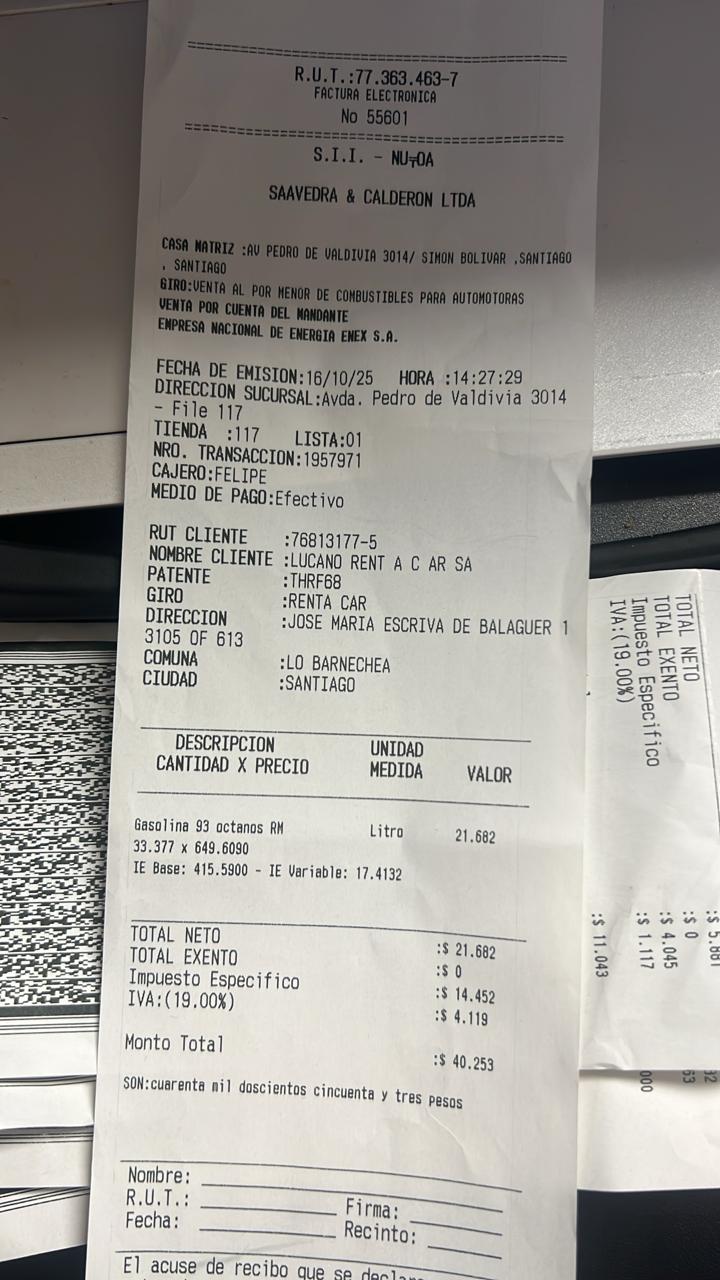 R.U.T.:77.363.463-7
FACTURA ELECTRONICA
No 55601
S.I.I. - NUÑOA
SAAVEDRA & CALDERON LTDA
CASA MATRIZ :AV PEDRO DE VALDIVIA 3014/ SIMON BOLIVAR ,SANTIAGO
, SANTIAGO
GIRO:VENTA AL POR MENOR DE COMBUSTIBLES PARA AUTOMOTORAS
VENTA POR CUENTA DEL MANDANTE
EMPRESA NACIONAL DE ENERGIA ENEX S.A.
FECHA DE EMISION:16/10/25 HORA :14:27:29
DIRECCION SUCURSAL:Avda. Pedro de Valdivia 3014
- File 117
TIENDA :117 LISTA:01
NRO. TRANSACCION:1957971
CAJERO:FELIPE
MEDIO DE PAGO:Efectivo
RUT CLIENTE :76813177-5
NOMBRE CLIENTE :LUCANO RENT A C AR SA
PATENTE :THRF68
GIRO :RENTA CAR
DIRECCION :JOSE MARIA ESCRIVA DE BALAGUER 1
3105 OF 613
COMUNA :LO BARNECHEA
CIUDAD :SANTIAGO
DESCRIPCION UNIDAD
CANTIDAD X PRECIO MEDIDA VALOR
Gasolina 93 octanos RM Litro 21.682
33.377 x 649.6090
IE Base: 415.5900 - IE Variable: 17.4132
TOTAL NETO :$ 21.682
TOTAL EXENTO :$ 0
Impuesto Especifico :$ 14.452
IVA:(19.00%) :$ 4.119
Monto Total :$ 40.253
SON:cuarenta mil doscientos cincuenta y tres pesos
Nombre:
R.U.T.: Firma:
Fecha: Recinto:
El acuse de recibo que se
TOTAL NETO
TOTAL EXENTO :$ 0
Impuesto Especifico :$ 4.045
IVA:(19.00%) :$ 1.117
:$ 11.043